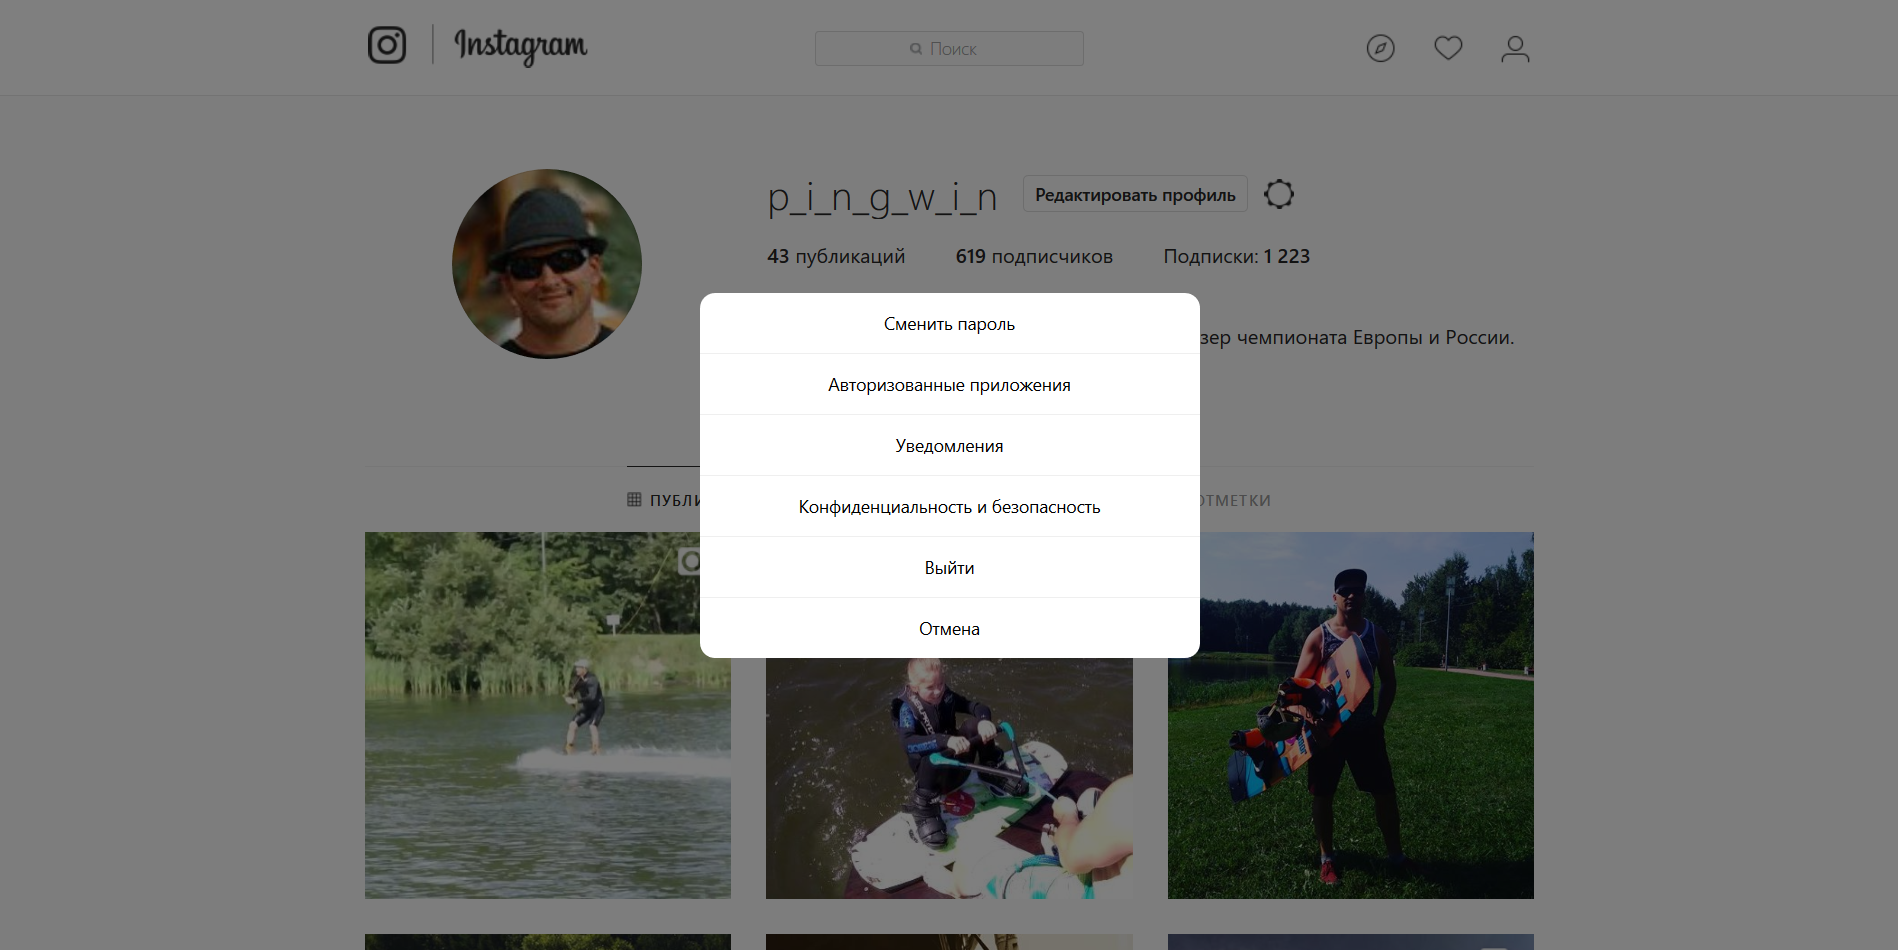 Instagram
Поиск
p_i_n_g_w_i_n
Редактировать профиль
43 публикаций
619 подписчиков
Подписки: 1 223
Сменить пароль
зер чемпионата Европы и России.
Авторизованные приложения
Уведомления
Конфиденциальность и безопасность
ПУБЛИ
ОТМЕТКИ
Выйти
Отмена